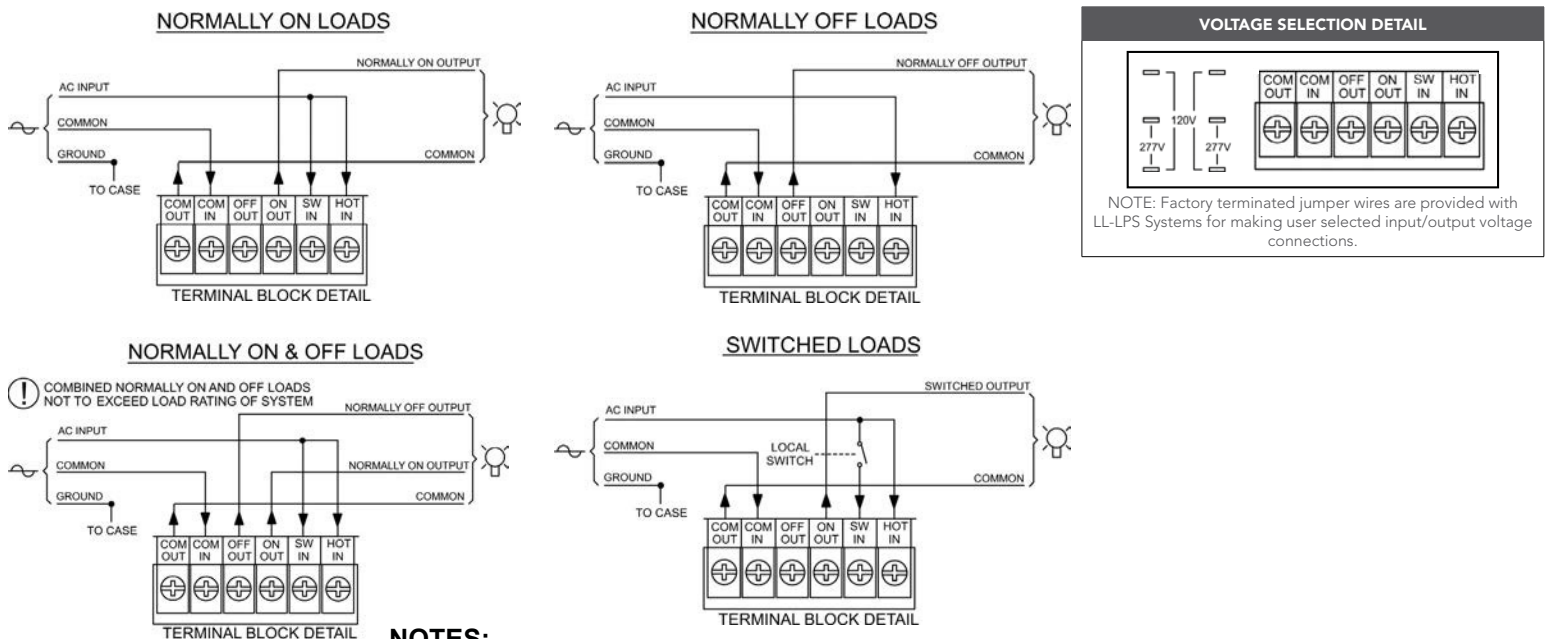 NORMALLY ON LOADS
NORMALLY ON OUTPUT
AC INPUT
COMMON
GROUND
COMMON
TO CASE
COM OUT
COM IN
OFF OUT
ON OUT
SW IN
HOT IN
TERMINAL BLOCK DETAIL
NORMALLY OFF LOADS
NORMALLY OFF OUTPUT
AC INPUT
COMMON
GROUND
COMMON
TO CASE
COM OUT
COM IN
OFF OUT
ON OUT
SW IN
HOT IN
TERMINAL BLOCK DETAIL
VOLTAGE SELECTION DETAIL
120V
277V
277V
COM OUT
COM IN
OFF OUT
ON OUT
SW IN
HOT IN
NOTE: Factory terminated jumper wires are provided with
LL-LPS Systems for making user selected input/output voltage
connections.
NORMALLY ON & OFF LOADS
! COMBINED NORMALLY ON AND OFF LOADS
NOT TO EXCEED LOAD RATING OF SYSTEM
NORMALLY OFF OUTPUT
AC INPUT
COMMON
NORMALLY ON OUTPUT
GROUND
COMMON
TO CASE
COM OUT
COM IN
OFF OUT
ON OUT
SW IN
HOT IN
TERMINAL BLOCK DETAIL
SWITCHED LOADS
SWITCHED OUTPUT
AC INPUT
COMMON
LOCAL
SWITCH
GROUND
COMMON
TO CASE
COM OUT
COM IN
OFF OUT
ON OUT
SW IN
HOT IN
TERMINAL BLOCK DETAIL
NOTES: